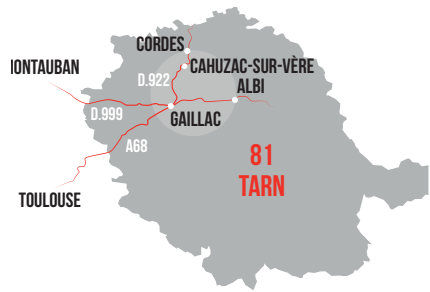 CORDES
CAHUZAC-SUR-VÈRE
IONTAUBAN
D.922
ALBI
D.999
GAILLAC
A68
81
TARN
TOULOUSE